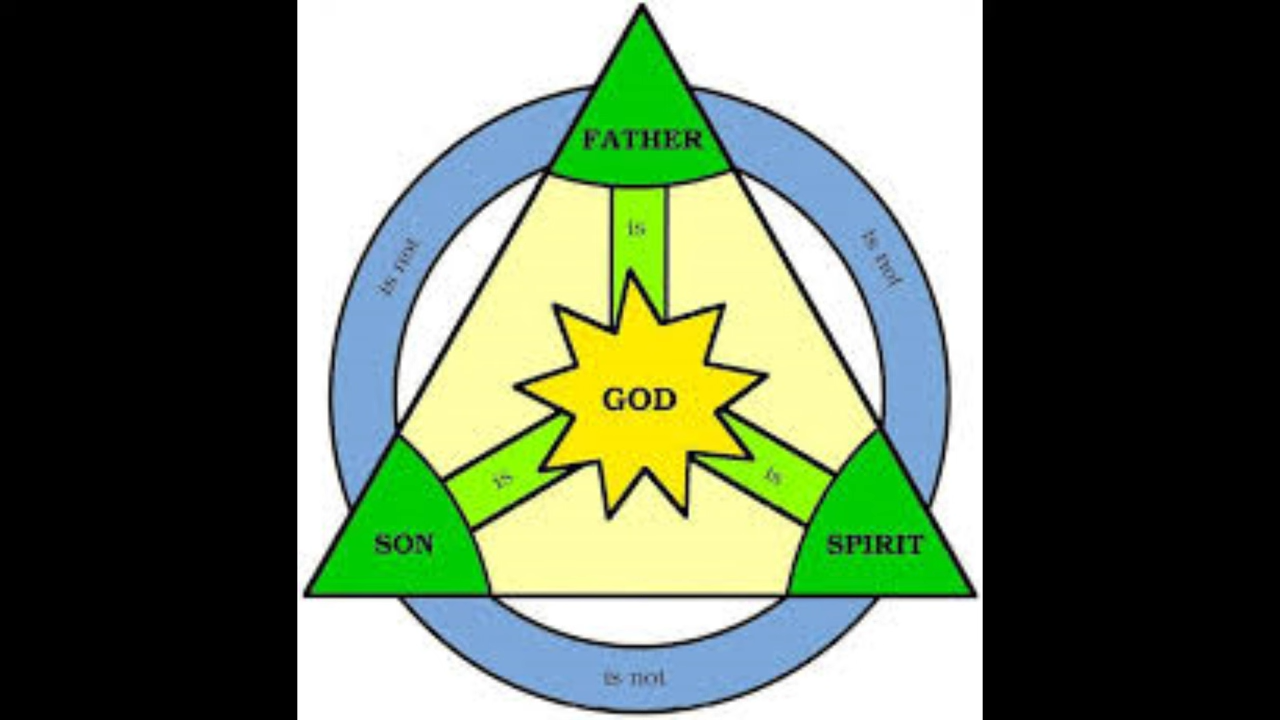 FATHER
is
is not
is not
GOD
is
is
SON
SPIRIT
is not